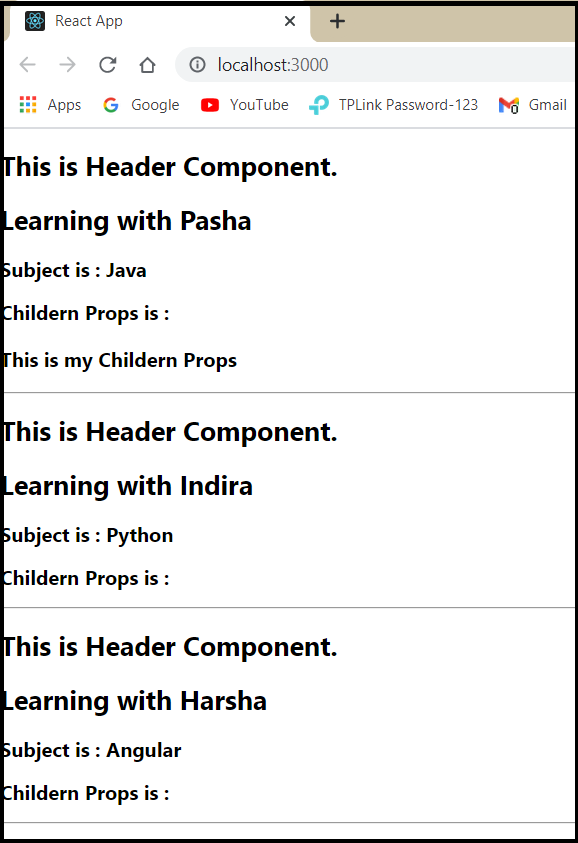 React App
localhost:3000
Apps Google YouTube TPLink Password-123 Gmail
This is Header Component.
Learning with Pasha
Subject is : Java
Childern Props is :
This is my Childern Props
This is Header Component.
Learning with Indira
Subject is : Python
Childern Props is :
This is Header Component.
Learning with Harsha
Subject is : Angular
Childern Props is :